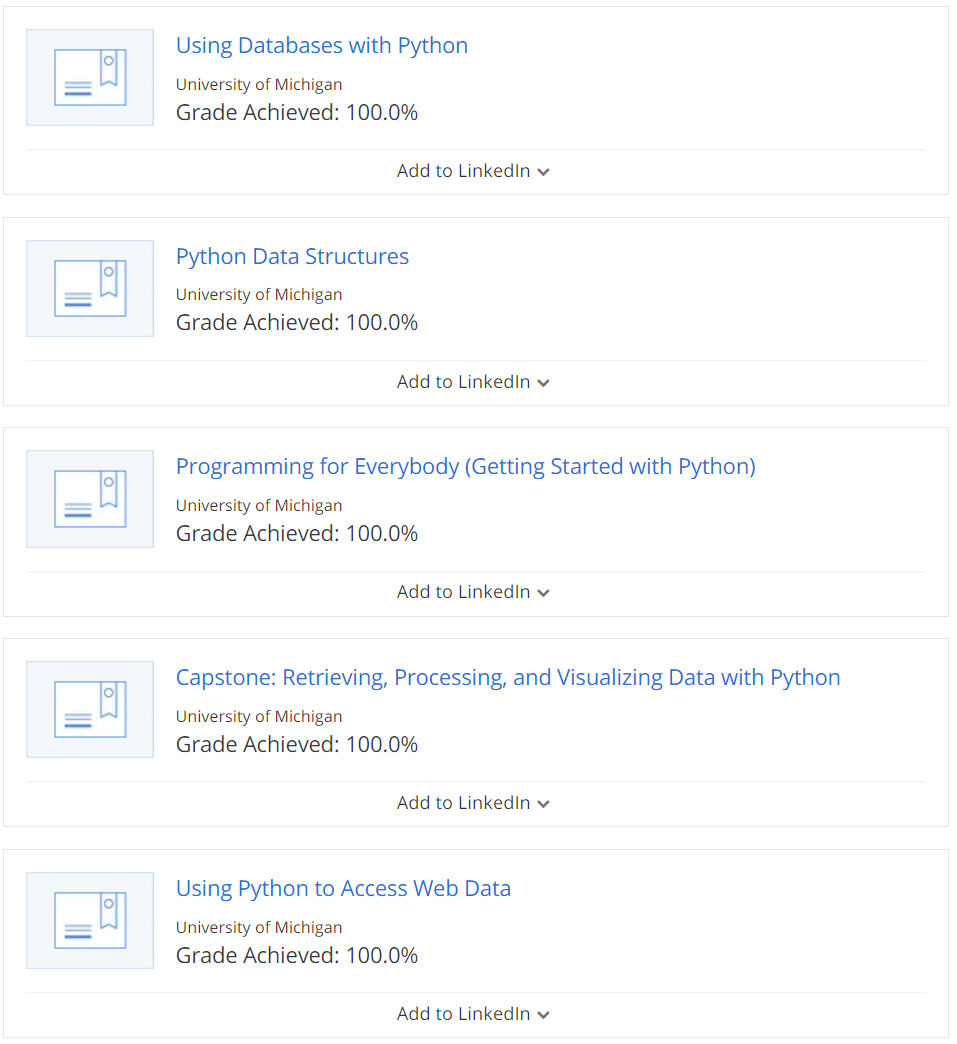 Using Databases with Python
University of Michigan
Grade Achieved: 100.0%
Add to LinkedIn
Python Data Structures
University of Michigan
Grade Achieved: 100.0%
Add to LinkedIn
Programming for Everybody (Getting Started with Python)
University of Michigan
Grade Achieved: 100.0%
Add to LinkedIn
Capstone: Retrieving, Processing, and Visualizing Data with Python
University of Michigan
Grade Achieved: 100.0%
Add to LinkedIn
Using Python to Access Web Data
University of Michigan
Grade Achieved: 100.0%
Add to LinkedIn